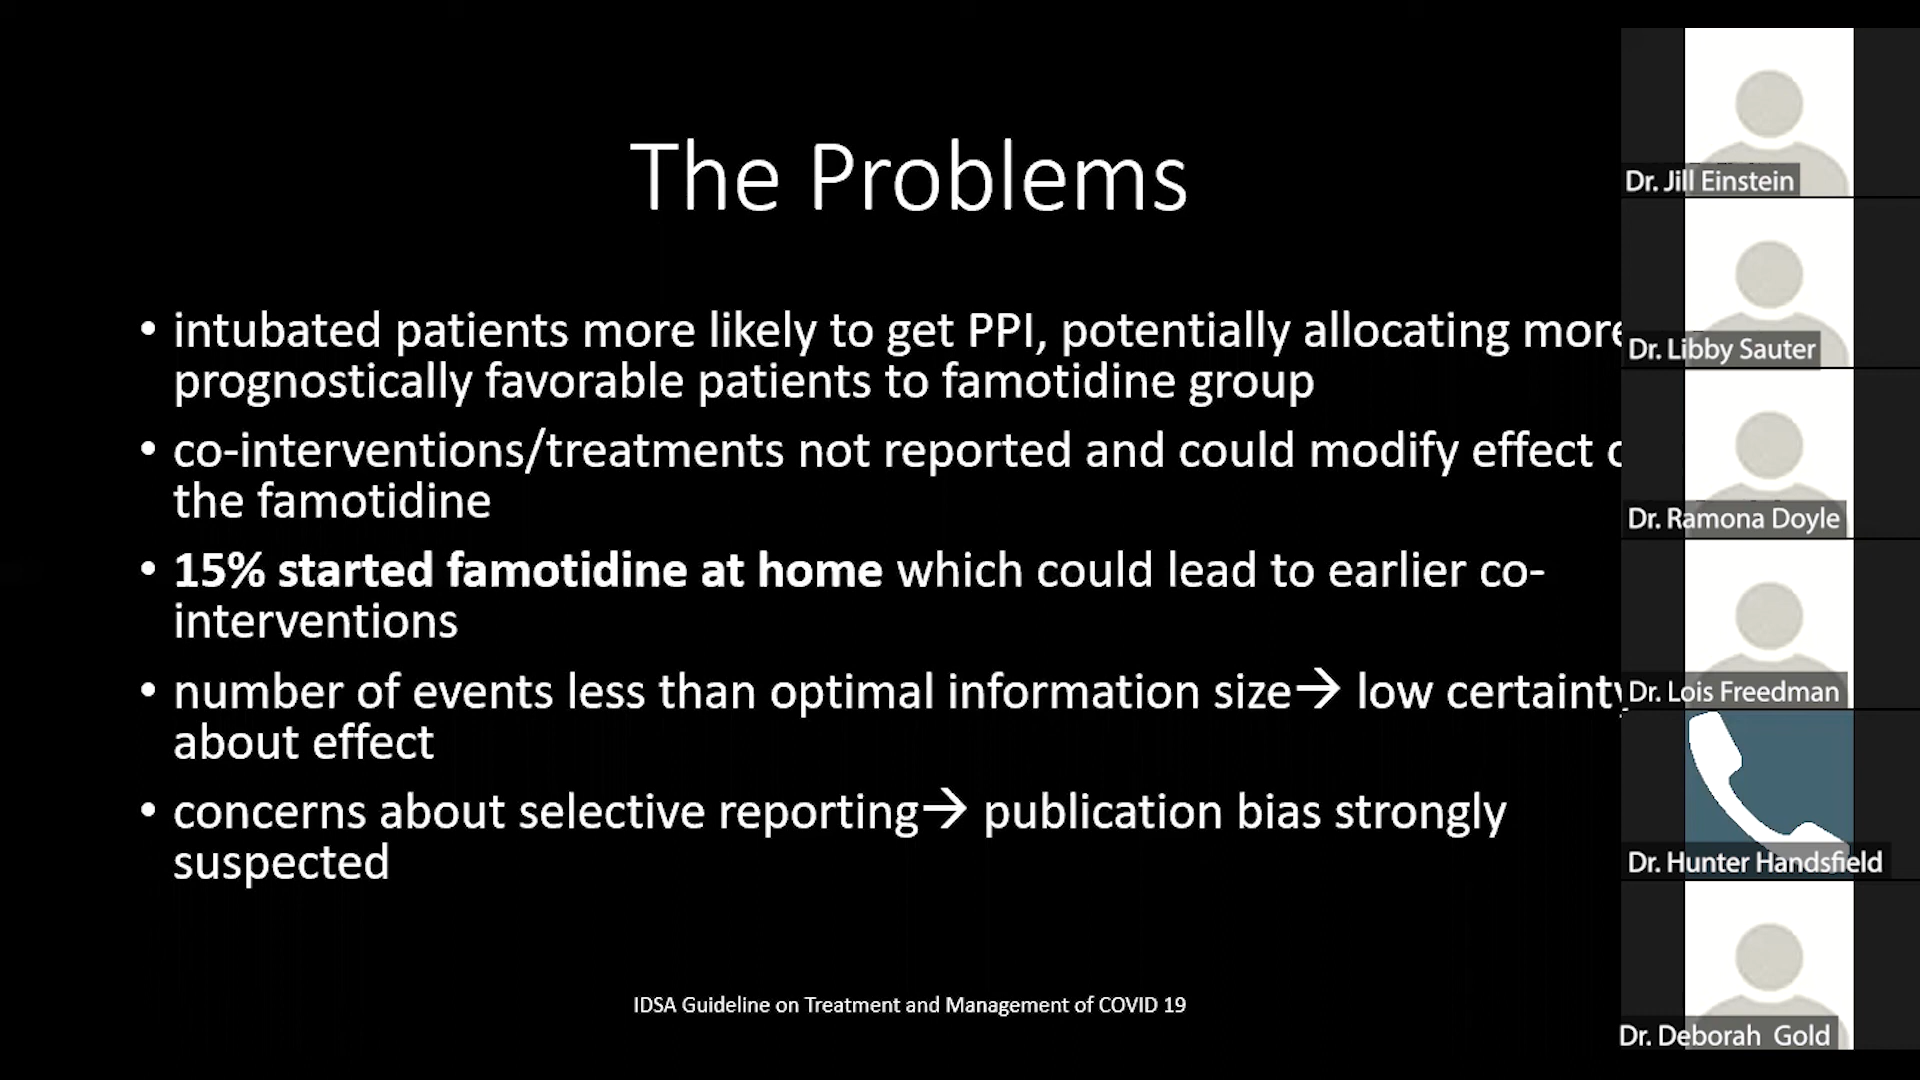 The Problems
• intubated patients more likely to get PPI, potentially allocating more
prognostically favorable patients to famotidine group
• co-interventions/treatments not reported and could modify effect
the famotidine
• 15% started famotidine at home which could lead to earlier co-
interventions
• number of events less than optimal information size→ low certainty
about effect
• concerns about selective reporting→ publication bias strongly
suspected
IDSA Guideline on Treatment and Management of COVID 19
Dr. Jill Einstein
Dr. Libby Sauter
Dr. Ramona Doyle
Dr. Lois Freedman
Dr. Hunter Handsfield
Dr. Deborah Gold